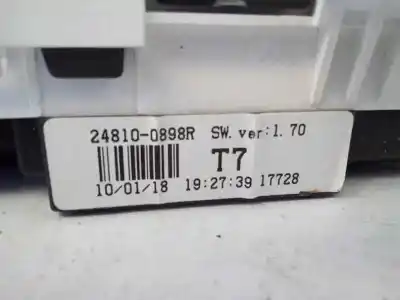 24810-0898R SW. ver:1. 70
T7
10/01/18 19:27:39 17728